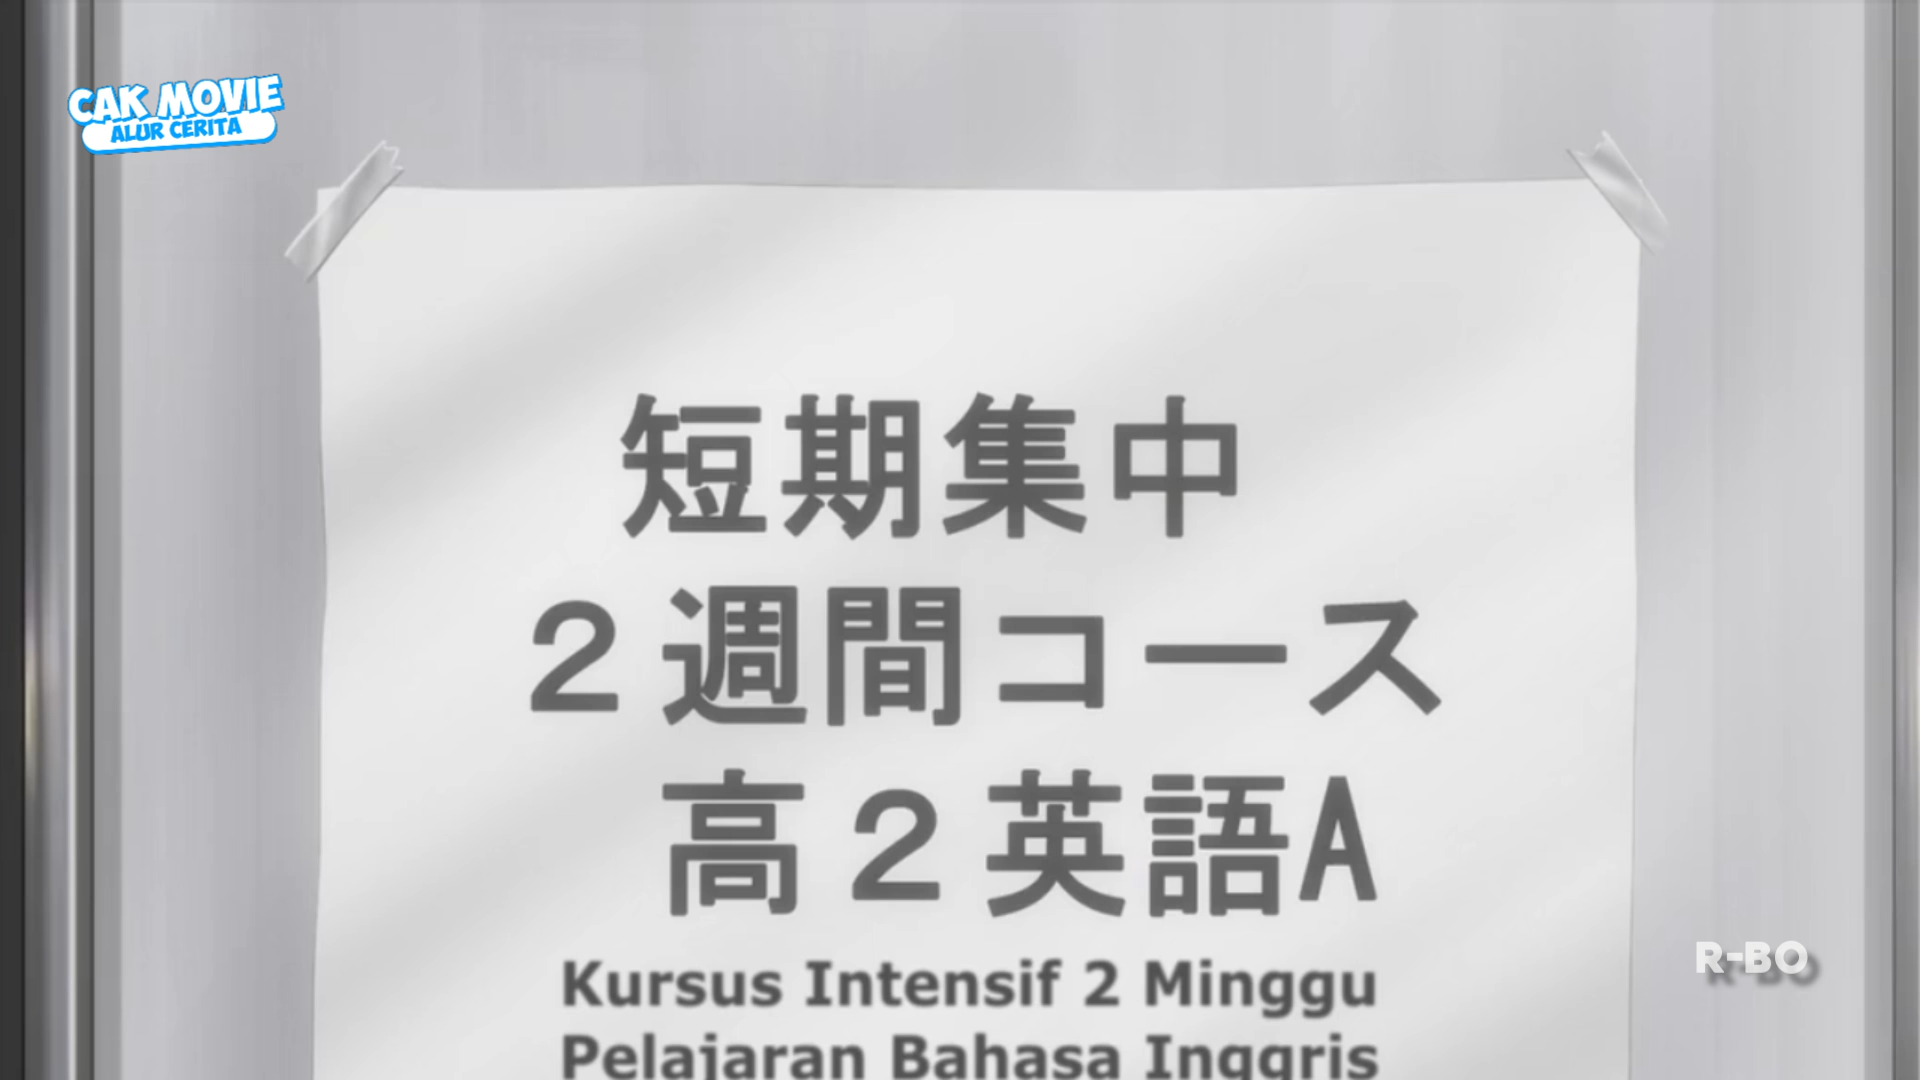 CAK MOVIE
ALUR CERITA
短期集中
２週間コース
高２英語A
Kursus Intensif 2 Minggu
Pelajaran Bahasa Inggris
R-BO